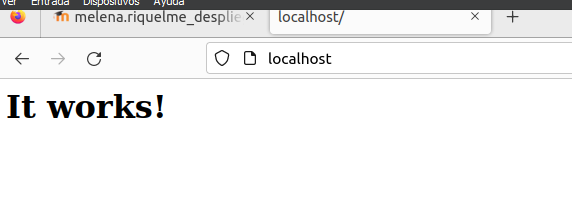 Ver Entrada Dispositivos Ayuda
melena.riquelme_desplie localhost/
localhost
It works!